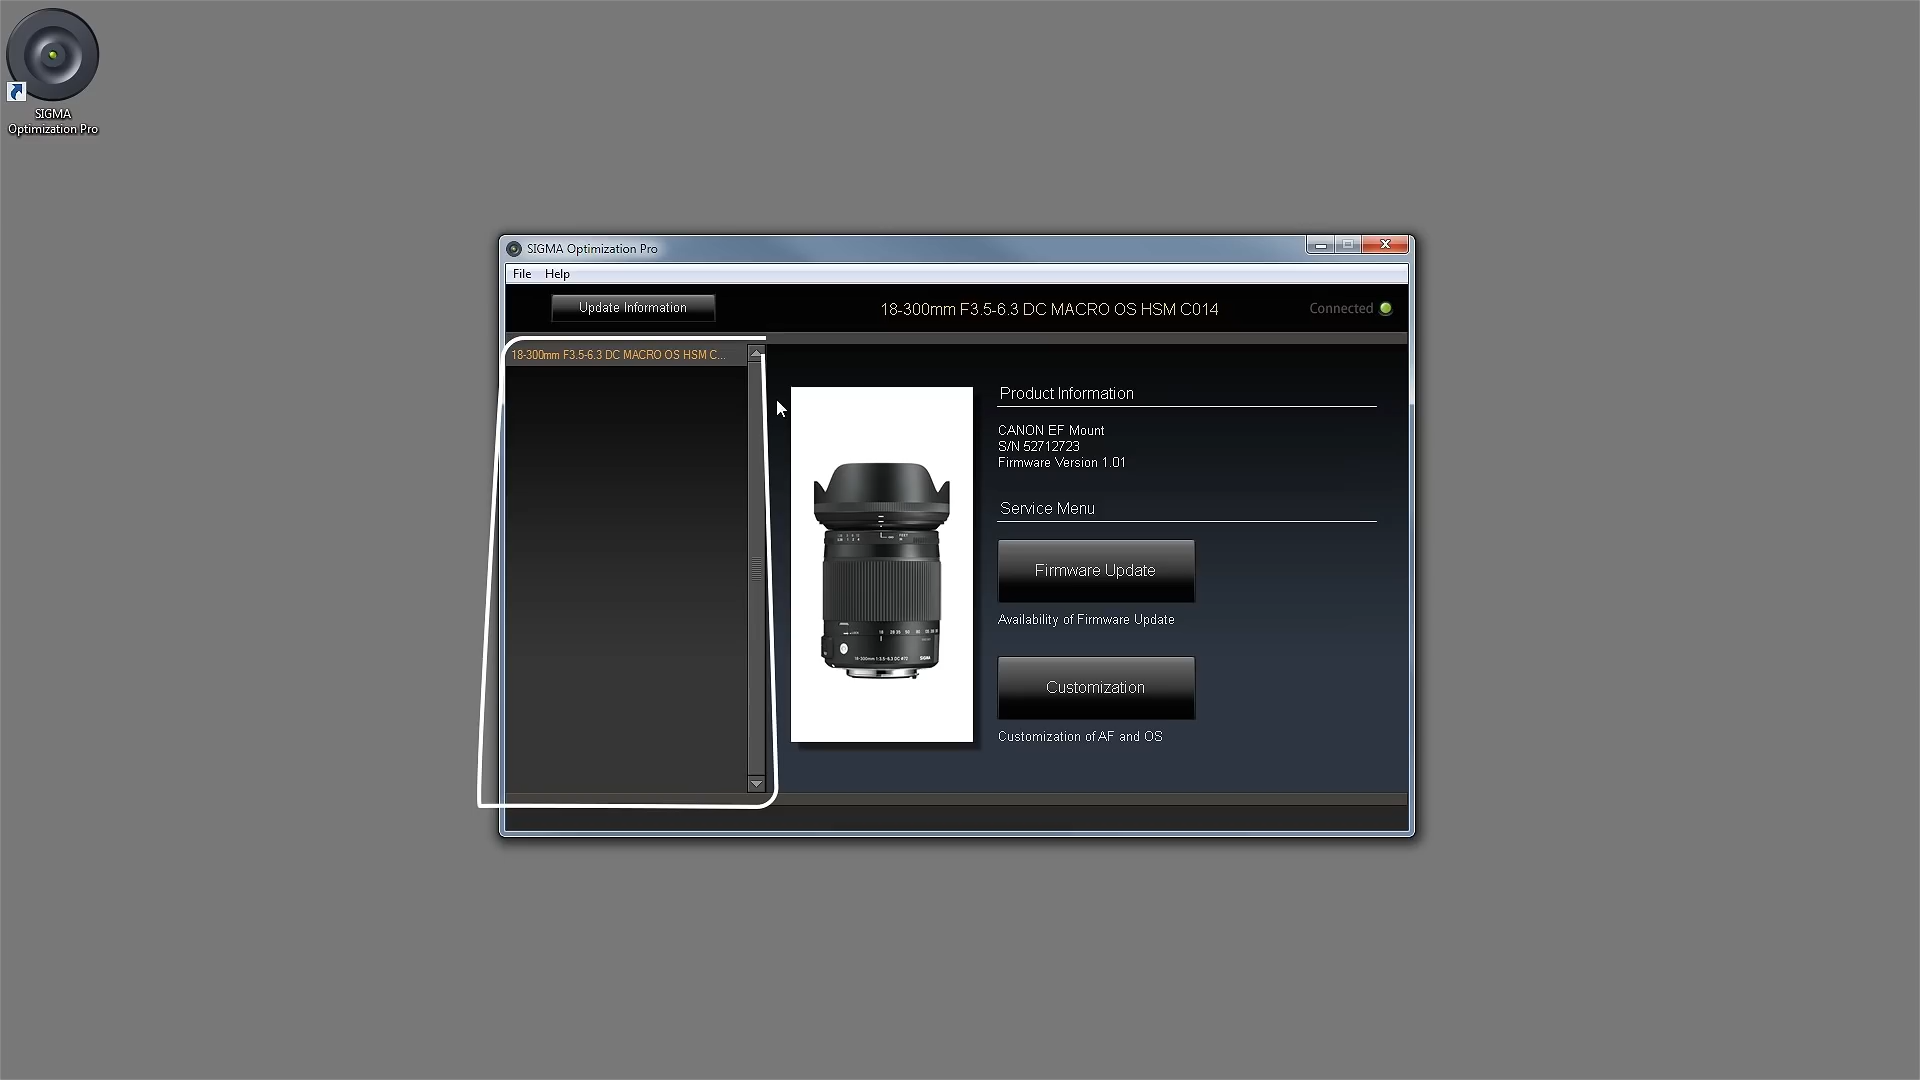 SIGMA
Optimization Pro
SIGMA Optimization Pro
File Help
Update Information
18-300mm F3.5-6.3 DC MACRO OS HSM C014
Connected
18-300mm F3.5-6.3 DC MACRO OS HSM C...
Product Information
CANON EF Mount
S/N 52712723
Firmware Version 1.01
Service Menu
Firmware Update
Availability of Firmware Update
Customization
Customization of AF and OS